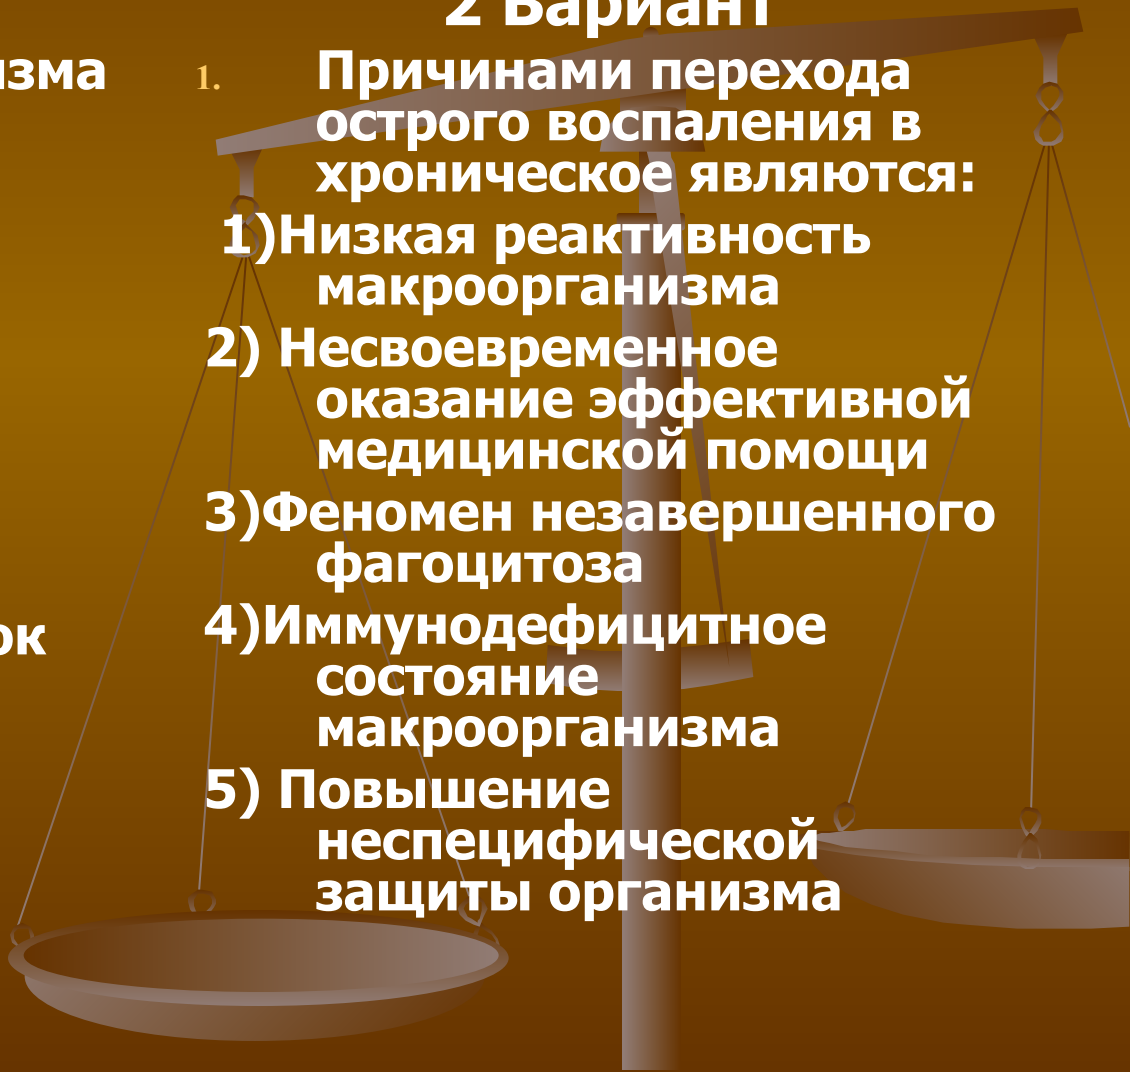 2 Вариант
изма
1. Причинами перехода
острого воспаления в
хроническое являются:
1)Низкая реактивность
макроорганизма
2) Несвоевременное
оказание эффективной
медицинской помощи
3)Феномен незавершенного
фагоцитоза
4)Иммунодефицитное
состояние
макроорганизма
5) Повышение
неспецифической
защиты организма
ок